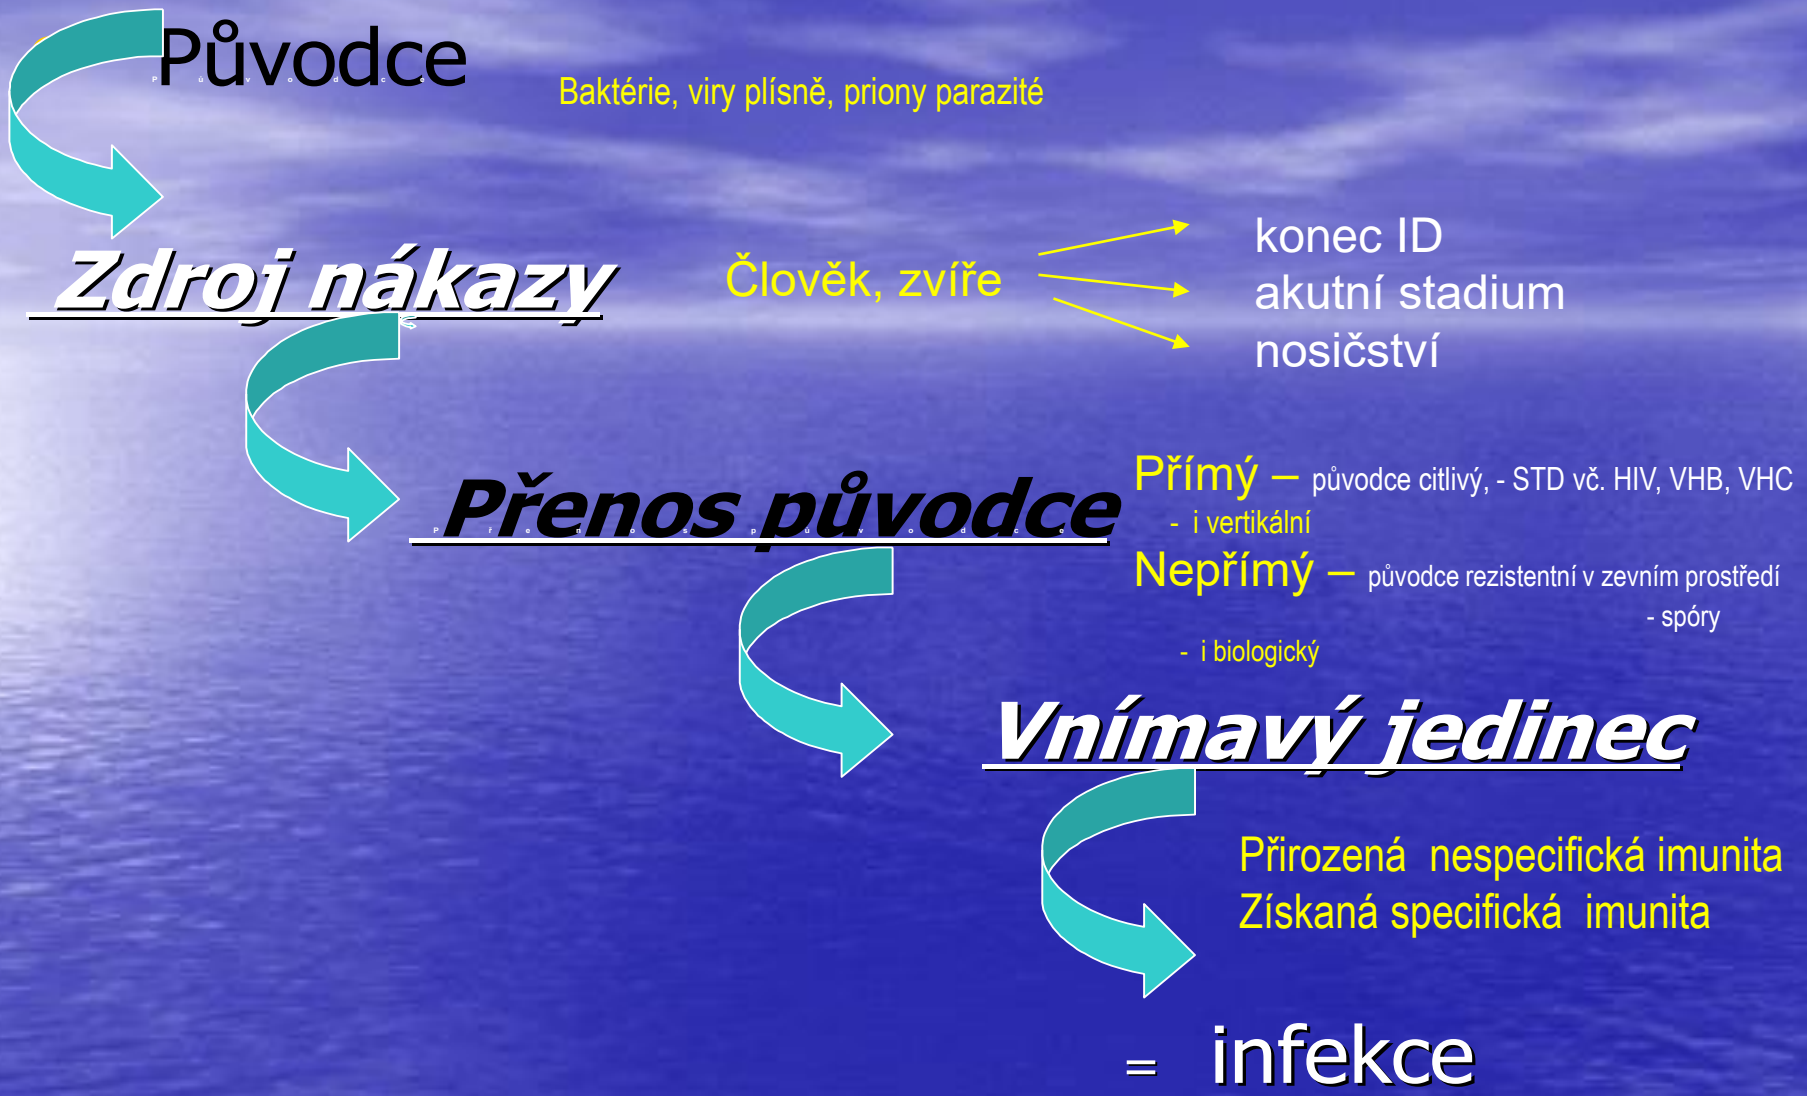 Původce
Baktérie, viry plísně, priony parazité
Zdroj nákazy
Člověk, zvíře
konec ID
akutní stadium
nosičství
Přenos původce
Přímý – původce citlivý, - STD vč. HIV, VHB, VHC
- i vertikální
Nepřímý – původce rezistentní v zevním prostředí
- spóry
- i biologický
Vnímavý jedinec
Přirozená nespecifická imunita
Získaná specifická imunita
= infekce